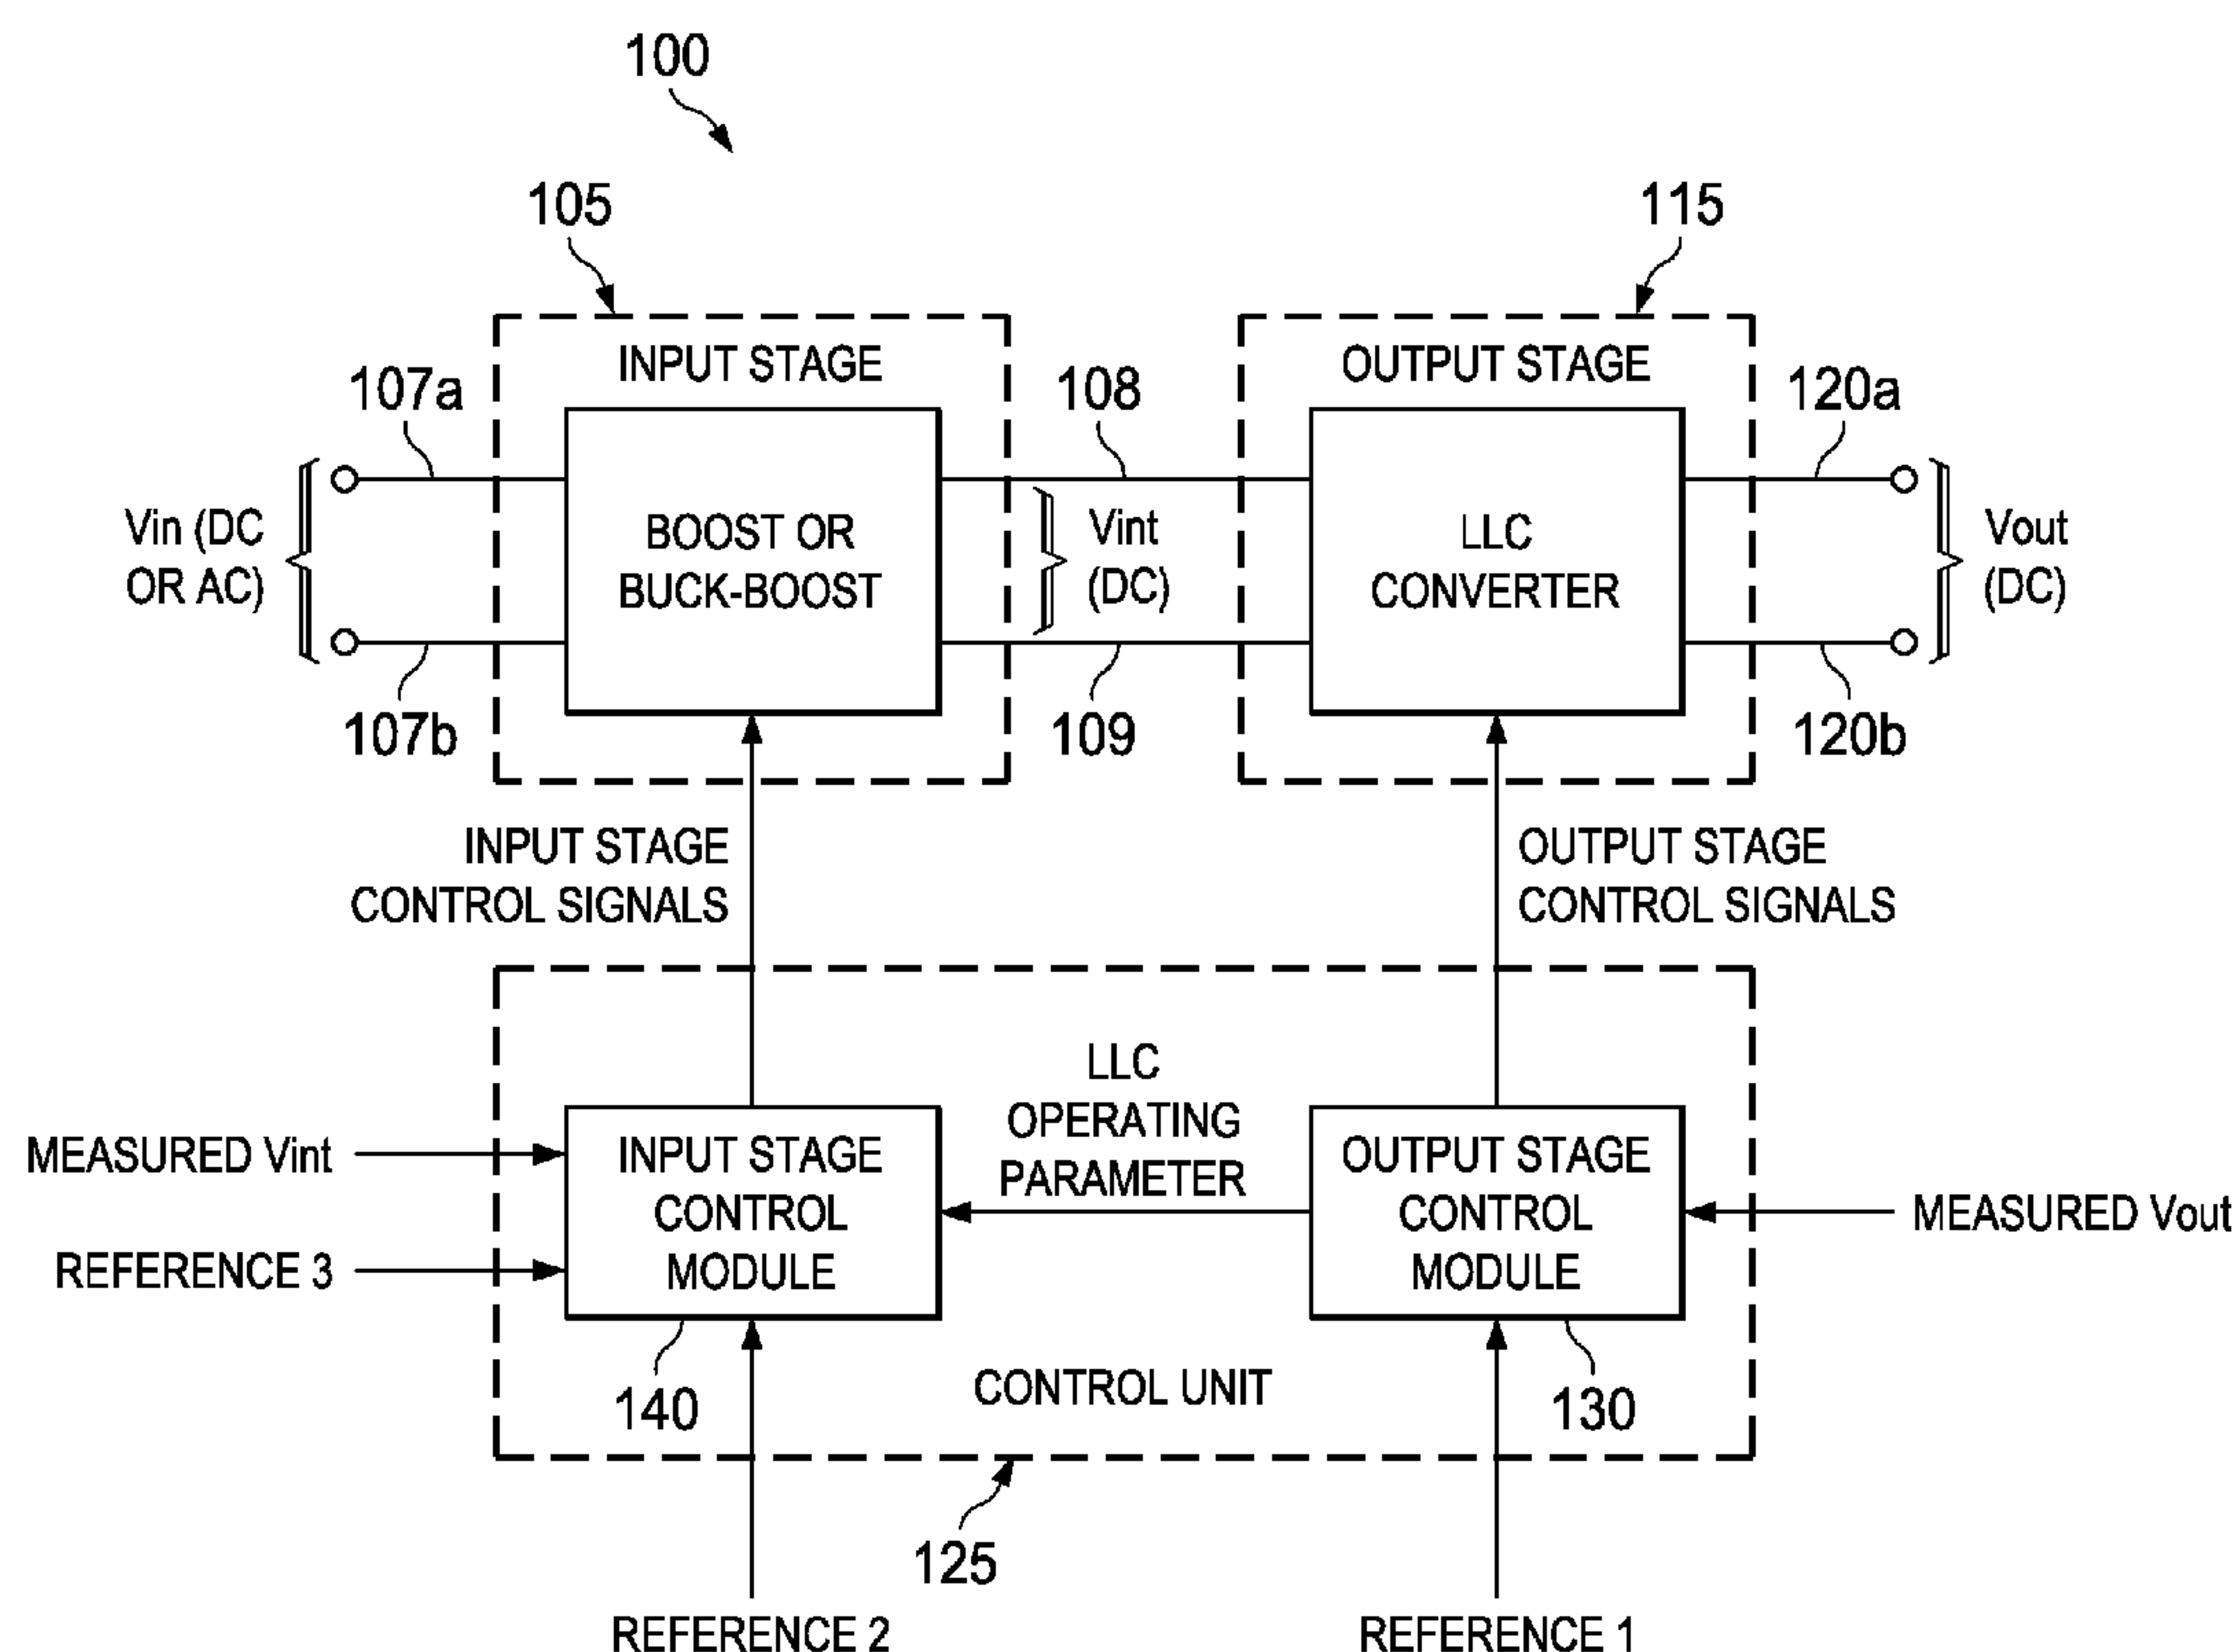 100
105
115
INPUT STAGE
OUTPUT STAGE
107a
108
120a
Vin (DC
OR AC)
BOOST OR
BUCK-BOOST
Vint
(DC)
LLC
CONVERTER
Vout
(DC)
107b
109
120b
INPUT STAGE
CONTROL SIGNALS
OUTPUT STAGE
CONTROL SIGNALS
LLC
OPERATING
PARAMETER
MEASURED Vint
REFERENCE 3
INPUT STAGE
CONTROL
MODULE
OUTPUT STAGE
CONTROL
MODULE
MEASURED Vout
140
CONTROL UNIT
130
125
REFERENCE 2
REFERENCE 1